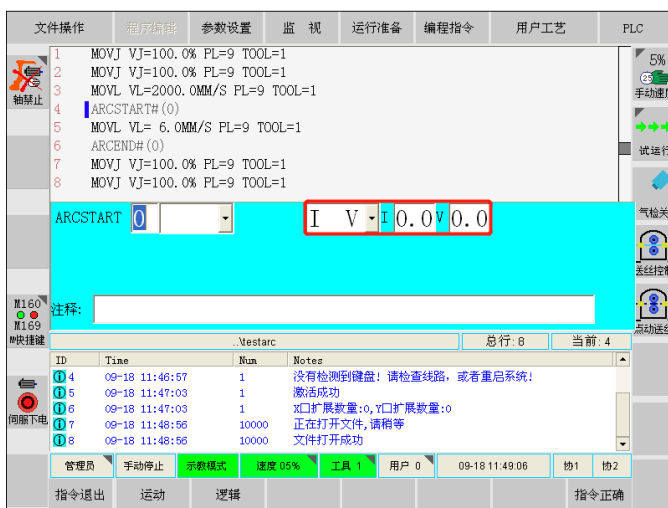 文件操作 程序编辑 参数设置 监 视 运行准备 编程指令 用户工艺 PLC
1 MOVJ VJ=100.0% PL=9 TOOL=1
2 MOVJ VJ=100.0% PL=9 TOOL=1
3 MOVL VL=2000.0MM/S PL=9 TOOL=1
4 ARCSTART#(0)
5 MOVL VL= 6.0MM/S PL=9 TOOL=1
6 ARCEND#(0)
7 MOVJ VJ=100.0% PL=9 TOOL=1
8 MOVJ VJ=100.0% PL=9 TOOL=1
轴禁止
5%
25
手动速
试运行
ARCSTART 0 I V I 0.0 V 0.0
气检关
送丝控
点动送
M160
M169
M快捷键
注释:
..\testarc 总行:8 当前:4
ID Time Num Notes
4 09-18 11:46:57 1 没有检测到键盘! 请检查线路, 或者重启系统!
5 09-18 11:47:03 1 激活成功
6 09-18 11:47:03 1 X口扩展数量:0,Y口扩展数量:0
7 09-18 11:48:56 10000 正在打开文件,请稍等
8 09-18 11:48:56 10000 文件打开成功
伺服下电
管理员 手动停止 示教模式 速度 05% 工具 1 用户 0 09-18 11:49:06 协1 协2
指令退出 运动 逻辑 指令正确